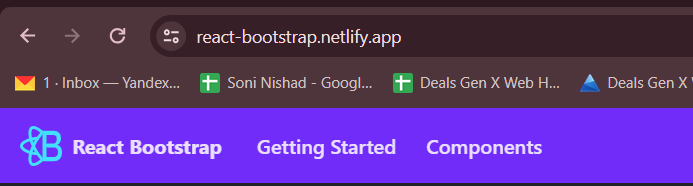 react-bootstrap.netlify.app
1 · Inbox — Yandex... Soni Nishad - Googl... Deals Gen X Web H... Deals Gen X
B React Bootstrap Getting Started Components